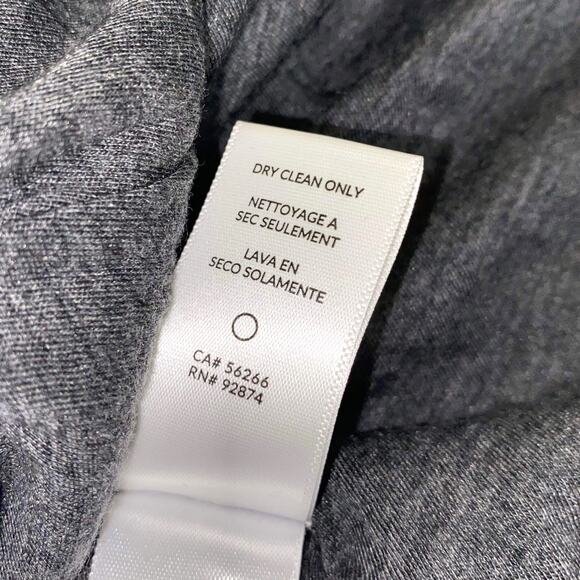 DRY CLEAN ONLY
NETTOYAGE A
SEC SEULEMENT
LAVA EN
SECO SOLAMENTE
CA# 56266
RN# 92874